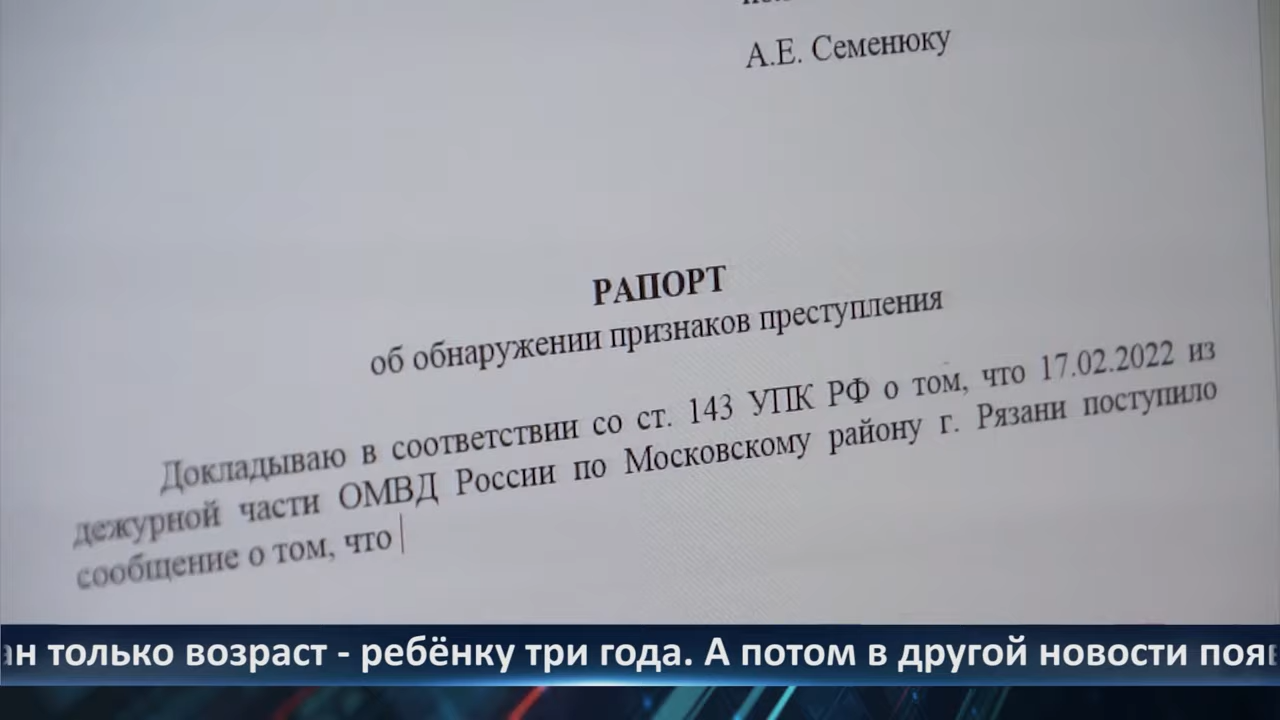 А.Е. Семенюку
РАПОРТ
об обнаружении признаков преступления
Докладываю в соответствии со ст. 143 УПК РФ о том, что 17.02.2022 из
дежурной части ОМВД России по Московскому району г. Рязани поступило
сообщение о том, что
только возраст - ребёнку три года. А потом в другой новости